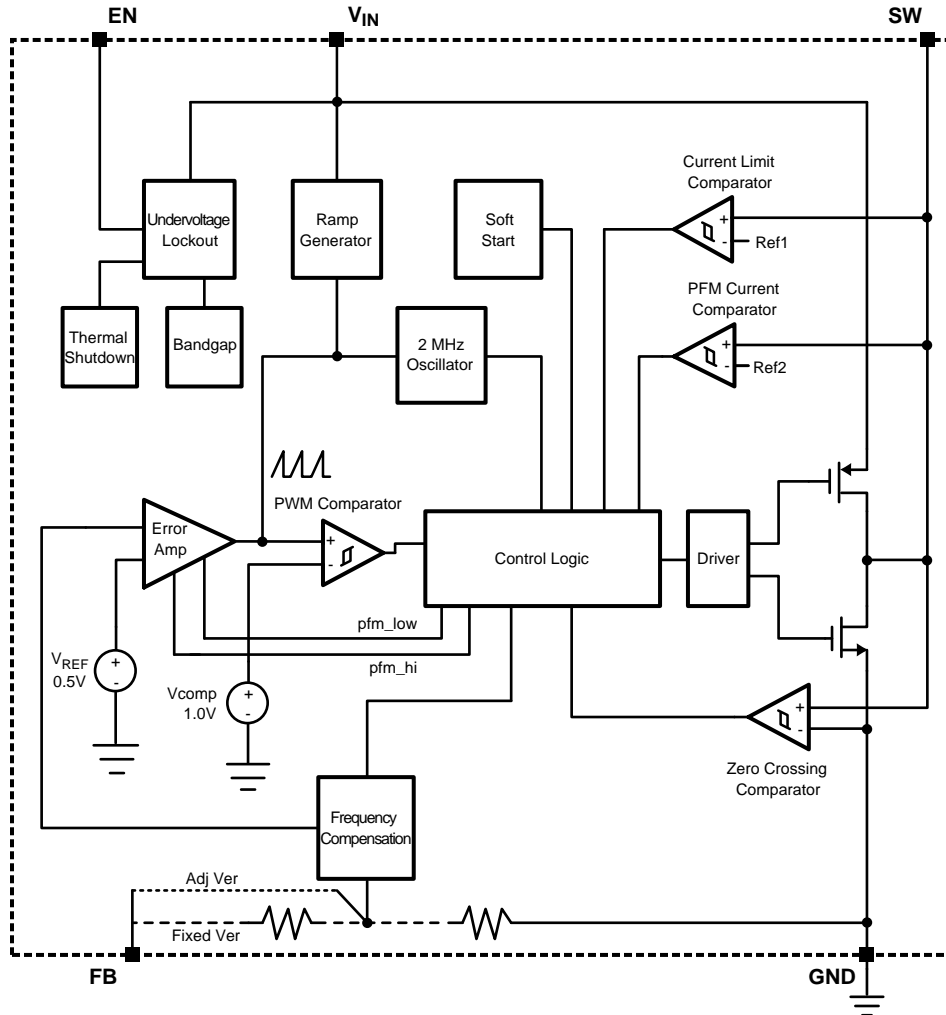 EN
VIN
SW
Undervoltage
Lockout
Ramp
Generator
Soft
Start
Current Limit
Comparator
+
-
Ref1
Thermal
Shutdown
Bandgap
2 MHz
Oscillator
PFM Current
Comparator
+
-
Ref2
Error
Amp
PWM Comparator
+
-
Control Logic
Driver
pfm_low
pfm_hi
VREF
0.5V
+
-
Vcomp
1.0V
+
-
+
-
Zero Crossing
Comparator
Frequency
Compensation
Adj Ver
Fixed Ver
FB
GND